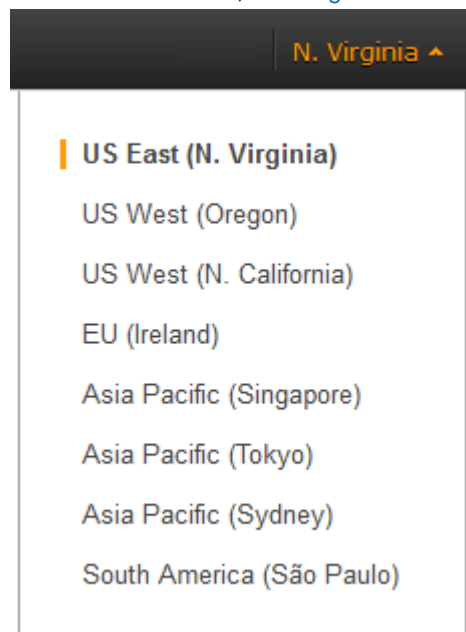 N. Virginia
US East (N. Virginia)
US West (Oregon)
US West (N. California)
EU (Ireland)
Asia Pacific (Singapore)
Asia Pacific (Tokyo)
Asia Pacific (Sydney)
South America (São Paulo)